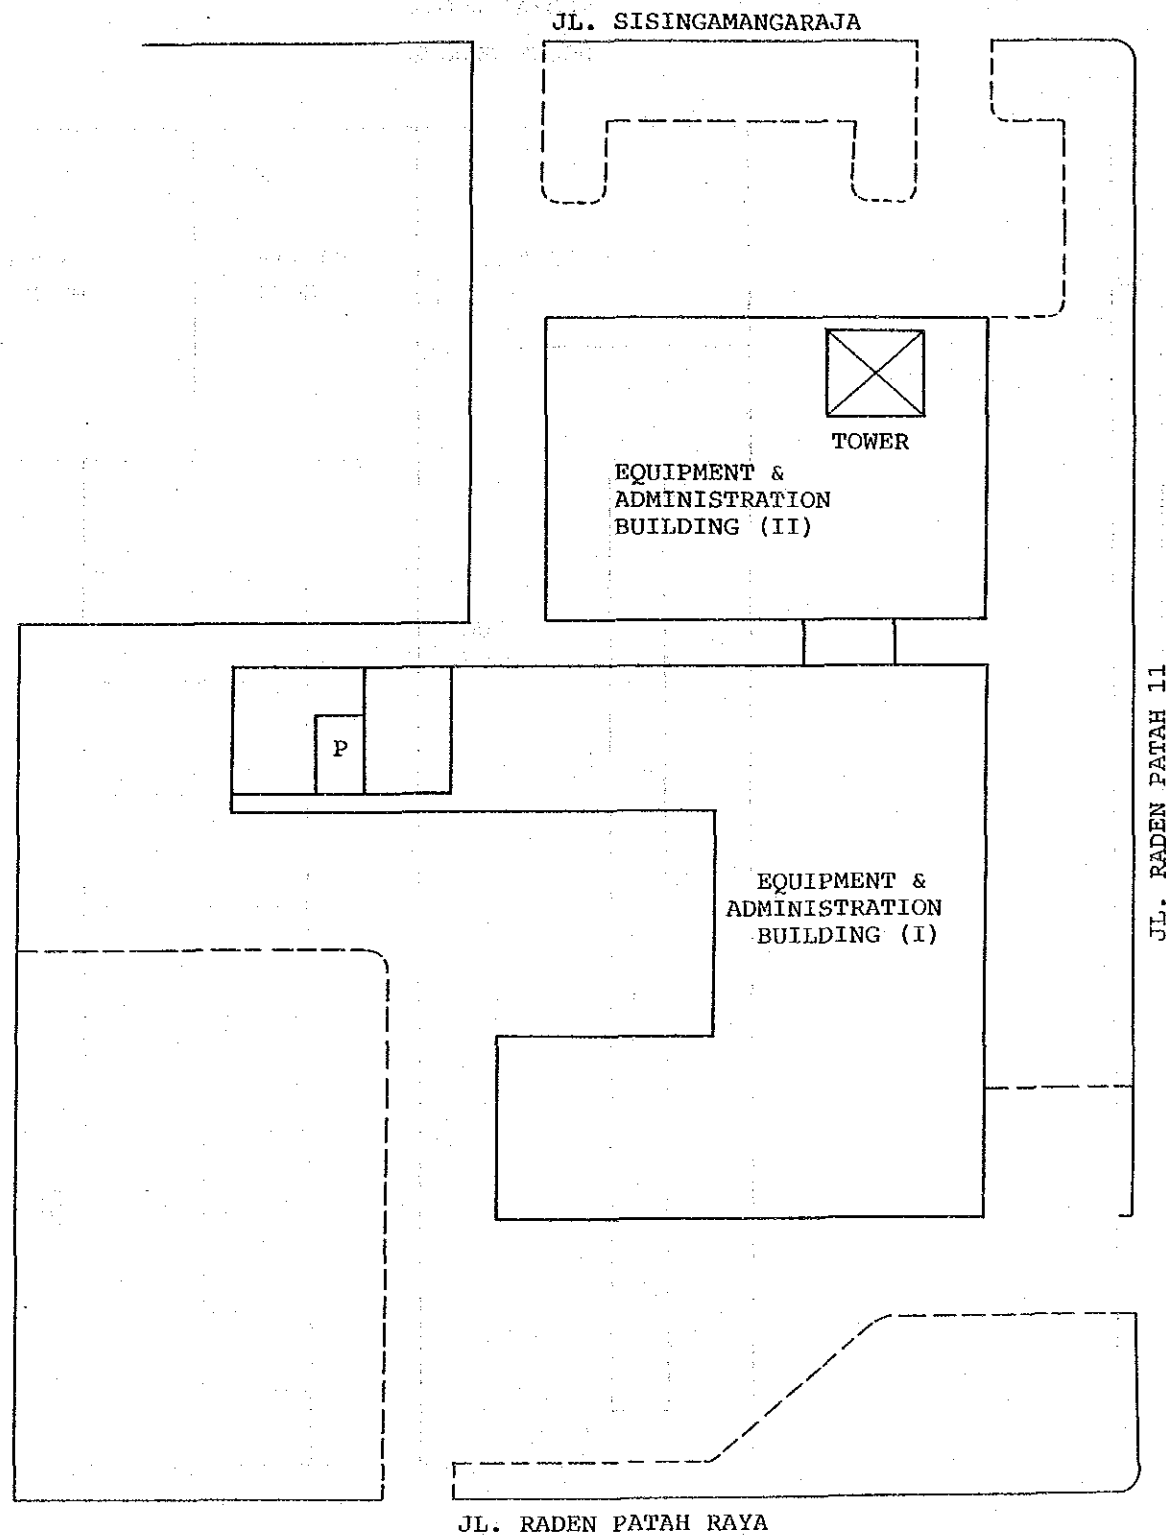 JL. SISINGAMANGARAJA
TOWER
EQUIPMENT &
ADMINISTRATION
BUILDING (II)
JL. RADEN PATAH 11
P
EQUIPMENT &
ADMINISTRATION
BUILDING (I)
JL. RADEN PATAH RAYA